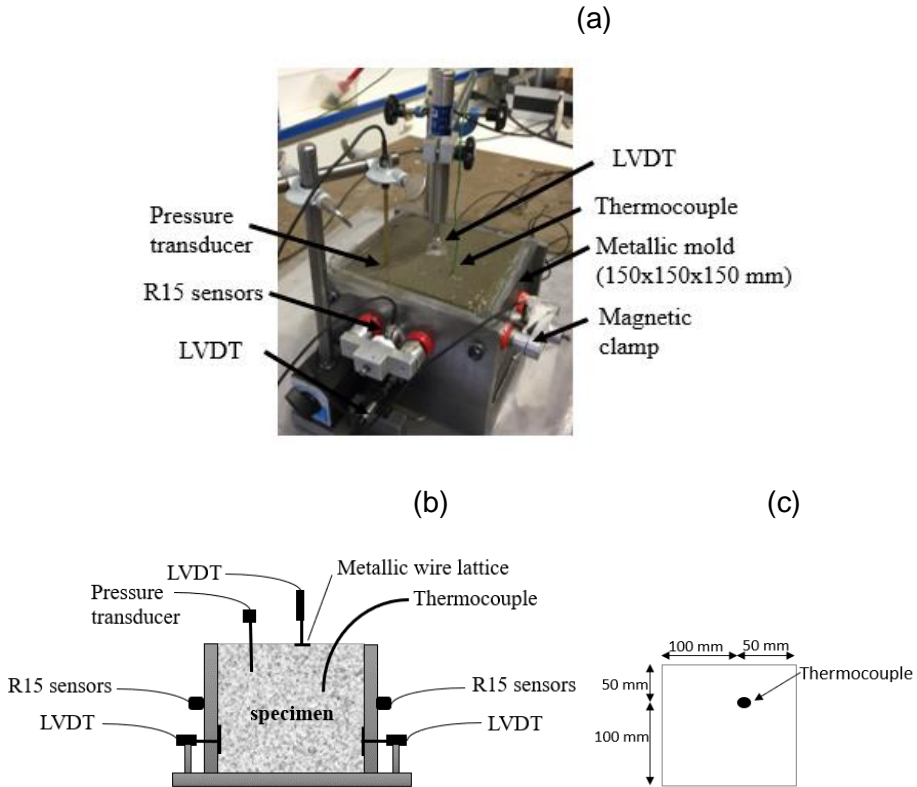 (a)
LVDT
Thermocouple
Pressure
transducer
Metallic mold
(150x150x150 mm)
R15 sensors
Magnetic
clamp
LVDT
(b)
(c)
LVDT
Metallic wire lattice
Pressure
transducer
Thermocouple
R15 sensors
R15 sensors
LVDT
specimen
LVDT
100 mm
50 mm
50 mm
Thermocouple
100 mm